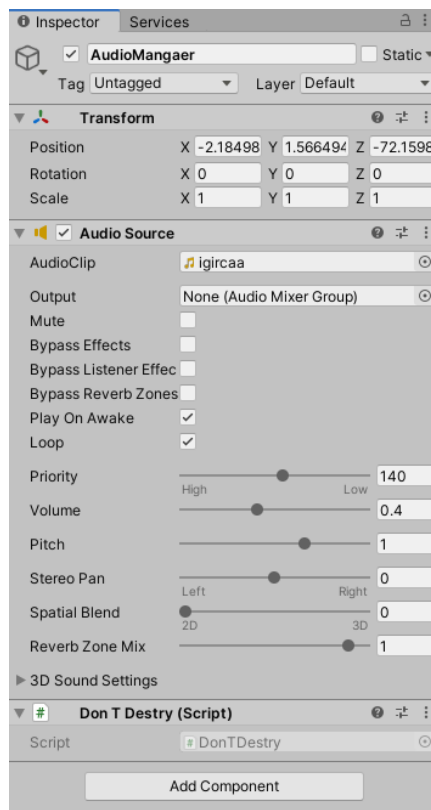 Inspector Services
AudioMangaer Static
Tag Untagged Layer Default
Transform
Position X -2.18498 Y 1.566494 Z -72.1598
Rotation X 0 Y 0 Z 0
Scale X 1 Y 1 Z 1
Audio Source
AudioClip igircaa
Output None (Audio Mixer Group)
Mute
Bypass Effects
Bypass Listener Effec
Bypass Reverb Zones
Play On Awake
Loop
Priority 140
High Low
Volume 0.4
Pitch 1
Stereo Pan 0
Left Right
Spatial Blend 0
2D 3D
Reverb Zone Mix 1
3D Sound Settings
# Don T Destry (Script)
Script # DonTDestry
Add Component